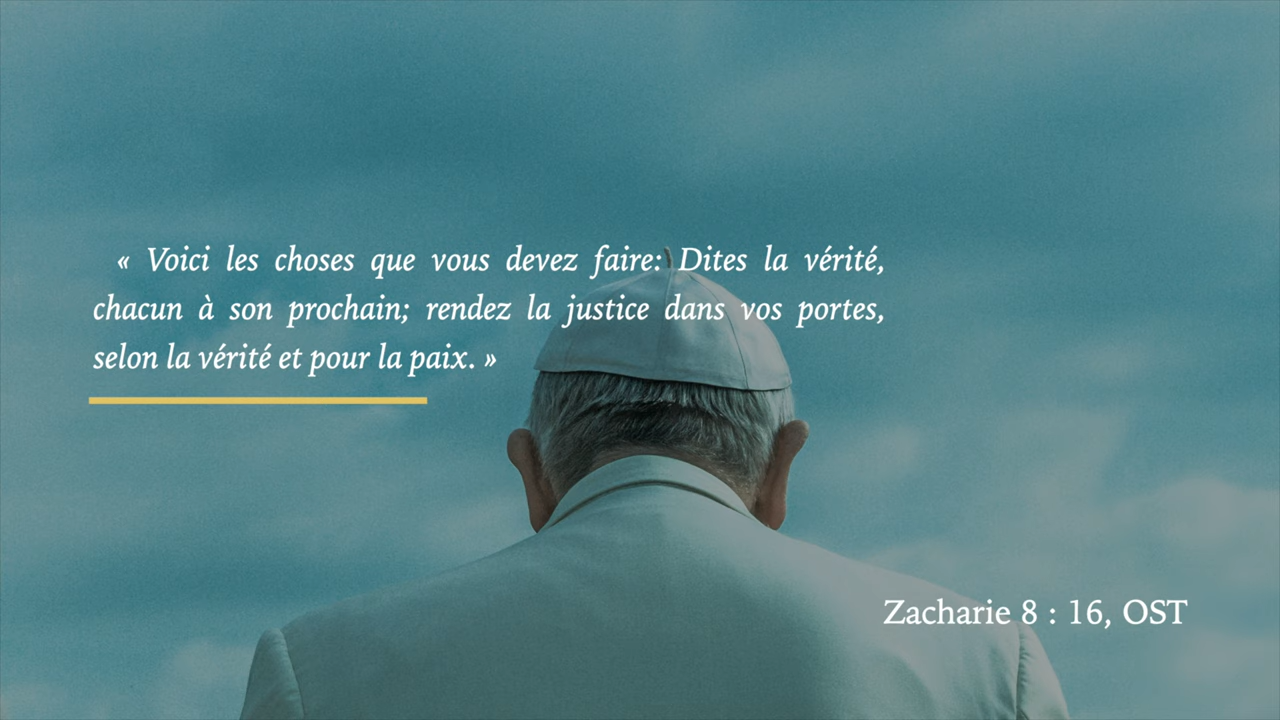 « Voici les choses que vous devez faire: Dites la vérité,
chacun à son prochain; rendez la justice dans vos portes,
selon la vérité et pour la paix. »
Zacharie 8 : 16, OST